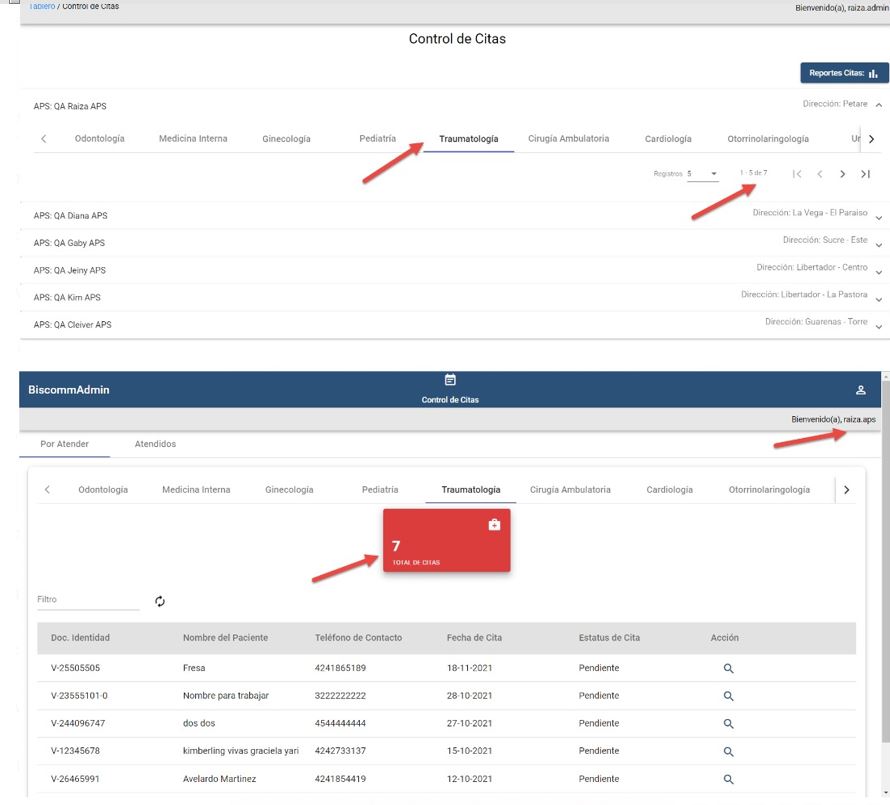 Tablero / Control de Citas
Bienvenido(a), raiza.admin
Control de Citas
Reportes Citas:
APS: QA Raiza APS
Dirección: Petare
Odontología Medicina Interna Ginecología Pediatría Traumatología Cirugía Ambulatoria Cardiología Otorrinolaringología Ur
Registros 5 1 - 5 de 7
APS: QA Diana APS
Dirección: La Vega - El Paraiso
APS: QA Gaby APS
Dirección: Sucre - Este
APS: QA Jeiny APS
Dirección: Libertador - Centro
APS: QA Kim APS
Dirección: Libertador - La Pastora
APS: QA Cleiver APS
Dirección: Guarenas - Torre
BiscommAdmin
Control de Citas
Bienvenido(a), raiza.aps
Por Atender Atendidos
Odontología Medicina Interna Ginecología Pediatría Traumatología Cirugía Ambulatoria Cardiología Otorrinolaringología
7
TOTAL DE CITAS
Filtro
Doc. Identidad Nombre del Paciente Teléfono de Contacto Fecha de Cita Estatus de Cita Acción
V-25505505 Fresa 4241865189 18-11-2021 Pendiente
V-23555101-0 Nombre para trabajar 3222222222 28-10-2021 Pendiente
V-244096747 dos dos 4544444444 27-10-2021 Pendiente
V-12345678 kimberling vivas graciela yari 4242733137 15-10-2021 Pendiente
V-26465991 Avelardo Martinez 4241854419 12-10-2021 Pendiente